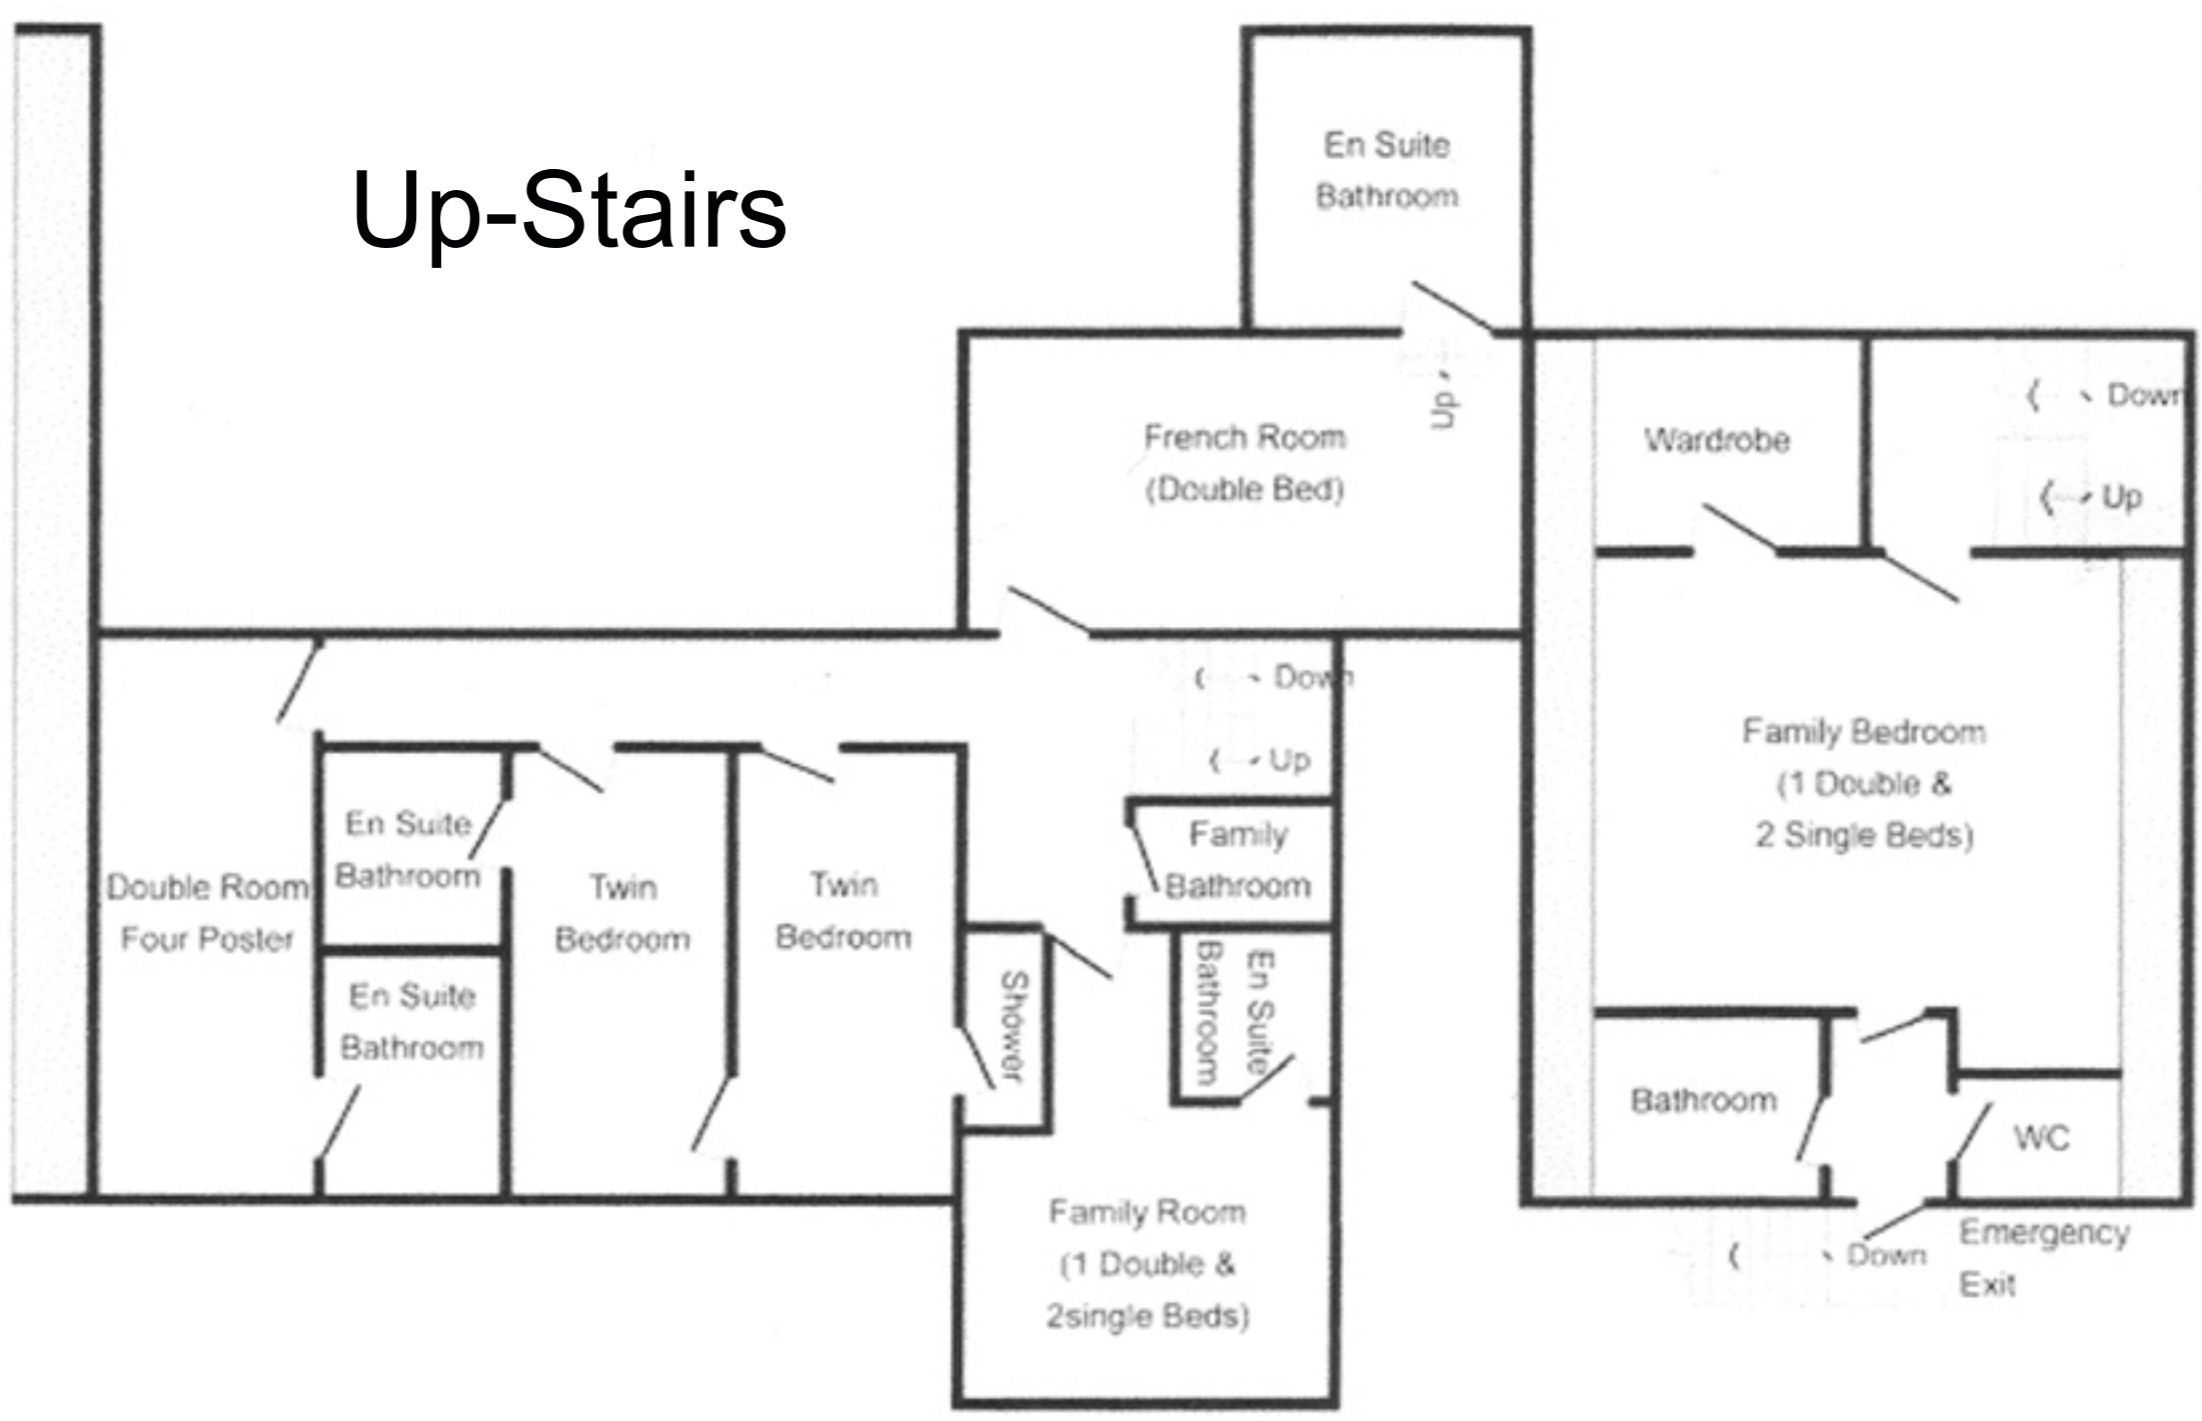 Up-Stairs
En Suite
Bathroom
Up
French Room
(Double Bed)
Wardrobe
Down
Up
Down
Up
Family Bedroom
(1 Double &
2 Single Beds)
Family
Bathroom
En Suite
Bathroom
Double Room
Four Poster
Twin
Bedroom
Twin
Bedroom
En Suite
Bathroom
Shower
En Suite
Bathroom
Bathroom
WC
Family Room
(1 Double &
2single Beds)
Down
Emergency
Exit